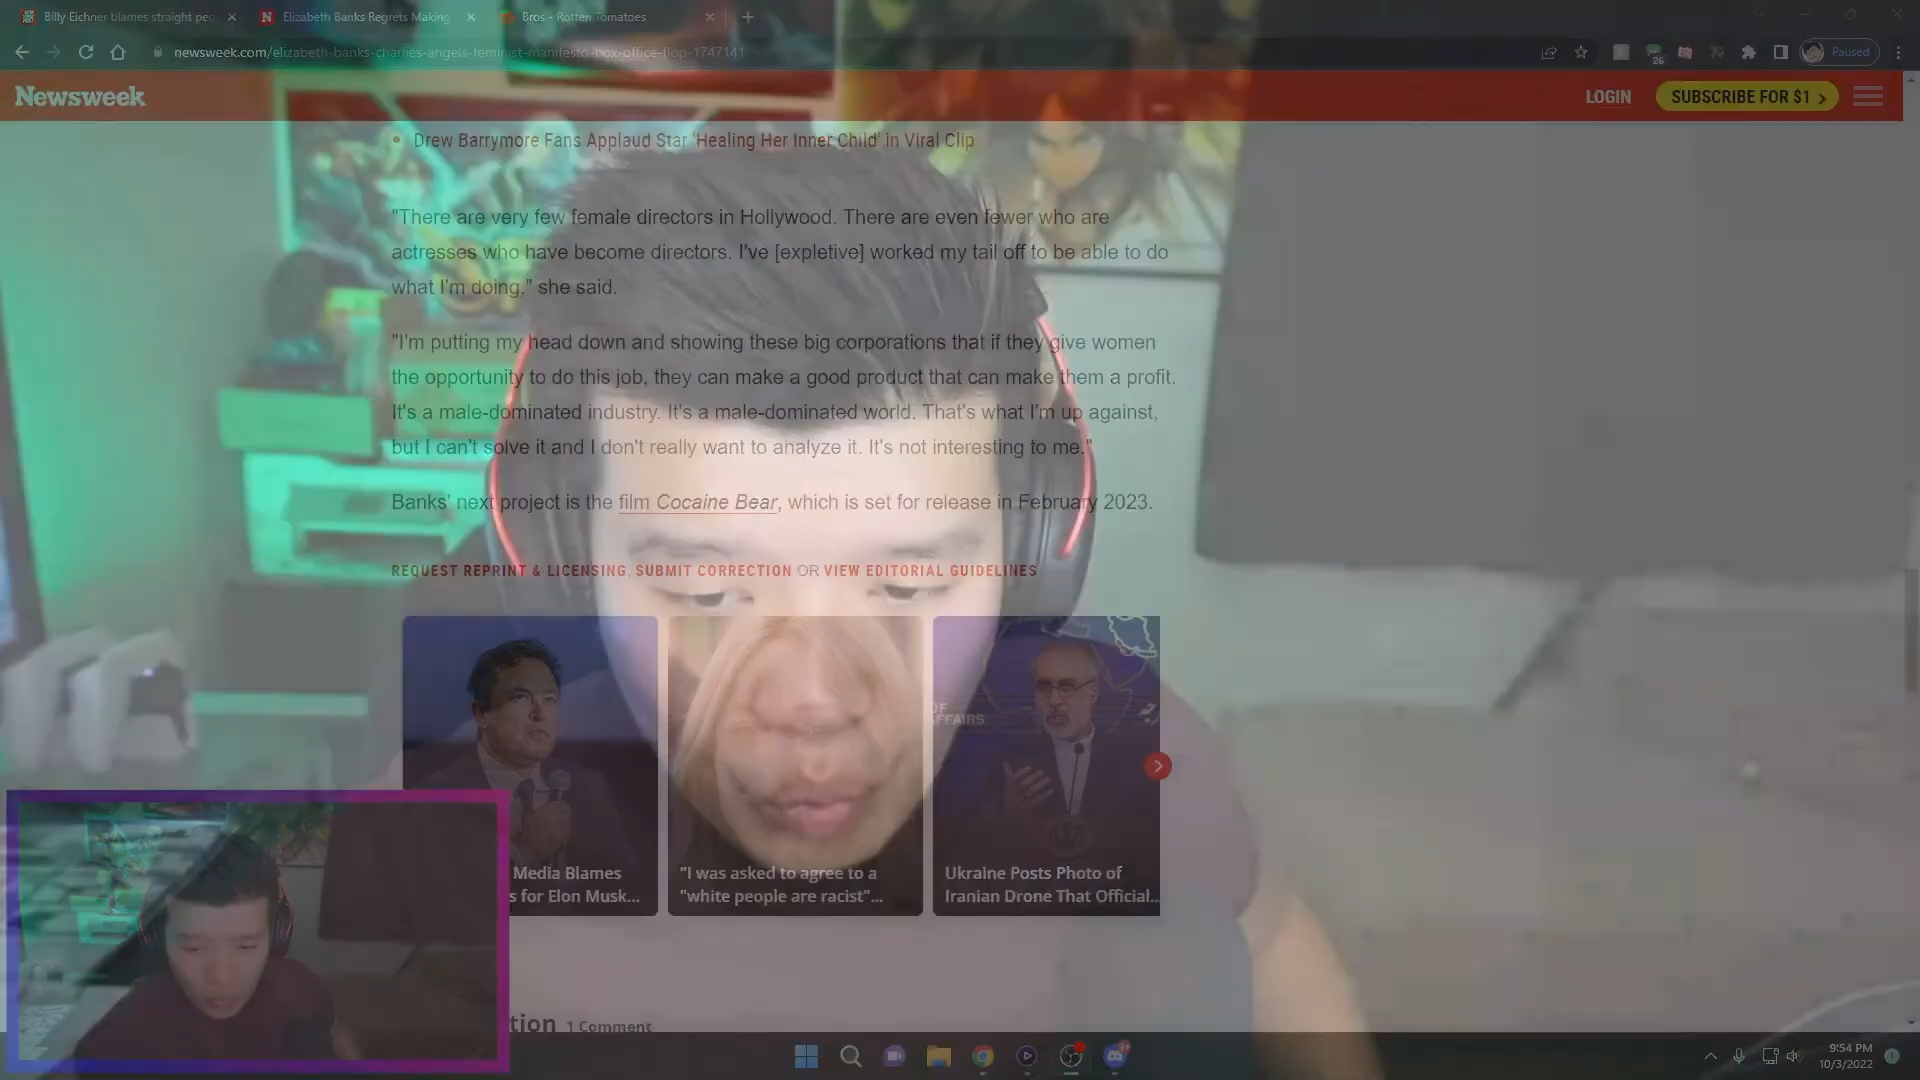 Billy Eichner blames straight peo
Elizabeth Banks Regrets Making
Bros - Rotten Tomatoes
newsweek.com/elizabeth-banks-charlies-angels-feminist-manifesto-box-office-flop-1747141
26
Paused
Newsweek
LOGIN
SUBSCRIBE FOR $1
Drew Barrymore Fans Applaud Star 'Healing Her Inner Child' in Viral Clip
"There are very few female directors in Hollywood. There are even fewer who are
actresses who have become directors. I've [expletive] worked my tail off to be able to do
what I'm doing," she said.
"I'm putting my head down and showing these big corporations that if they give women
the opportunity to do this job, they can make a good product that can make them a profit.
It's a male-dominated industry. It's a male-dominated world. That's what I'm up against,
but I can't solve it and I don't really want to analyze it. It's not interesting to me."
Banks' next project is the film Cocaine Bear, which is set for release in February 2023.
REQUEST REPRINT & LICENSING, SUBMIT CORRECTION OR VIEW EDITORIAL GUIDELINES
OF
FFAIRS
Media Blames
s for Elon Musk...
"I was asked to agree to a
"white people are racist"...
Ukraine Posts Photo of
Iranian Drone That Official...
tion 1 Comment
9:54 PM
10/3/2022